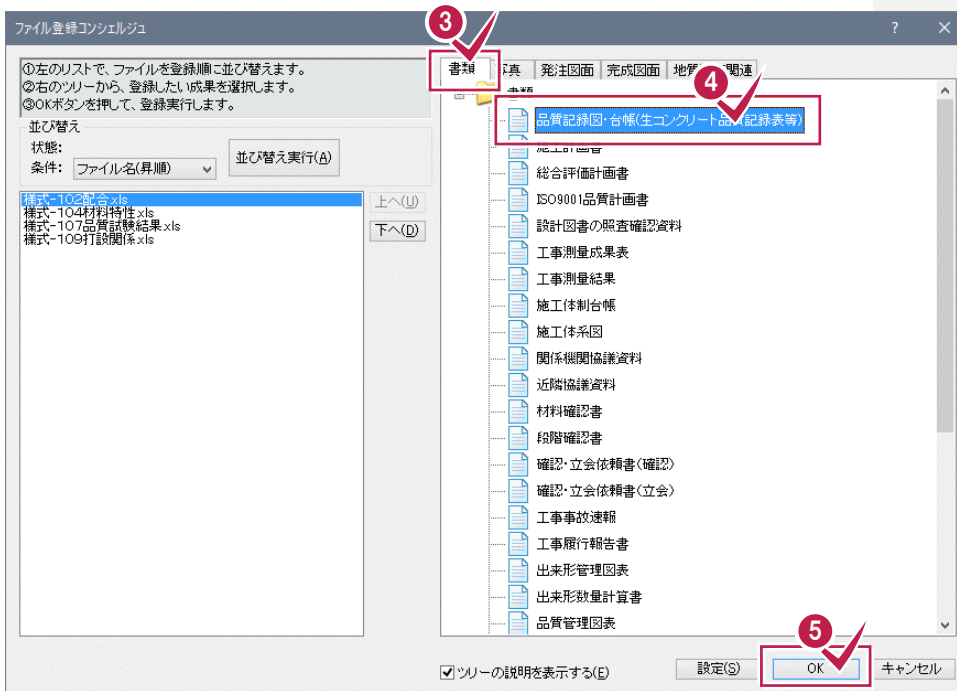 ファイル登録コンシェルジュ
①左のリストで、ファイルを登録順に並び替えます。
②右のツリーから、登録したい成果を選択します。
③OKボタンを押して、登録実行します。
並び替え
状態:
条件: ファイル名(昇順)
並び替え実行(A)
様式-102配合.xls
様式-104材料特性.xls
様式-107品質試験結果.xls
様式-109打設関係.xls
上へ(U)
下へ(D)
3
書類 写真 発注図面 完成図面 地質 関連
4
書類
品質記録図・台帳(生コンクリート品質記録表等)
施工計画書
総合評価計画書
ISO9001品質計画書
設計図書の照査確認資料
工事測量成果表
工事測量結果
施工体制台帳
施工体系図
関係機関協議資料
近隣協議資料
材料確認書
段階確認書
確認・立会依頼書(確認)
確認・立会依頼書(立会)
工事事故速報
工事履行報告書
出来形管理図表
出来形数量計算書
品質管理図表
5
ツリーの説明を表示する(E)
設定(S)
OK
キャンセル